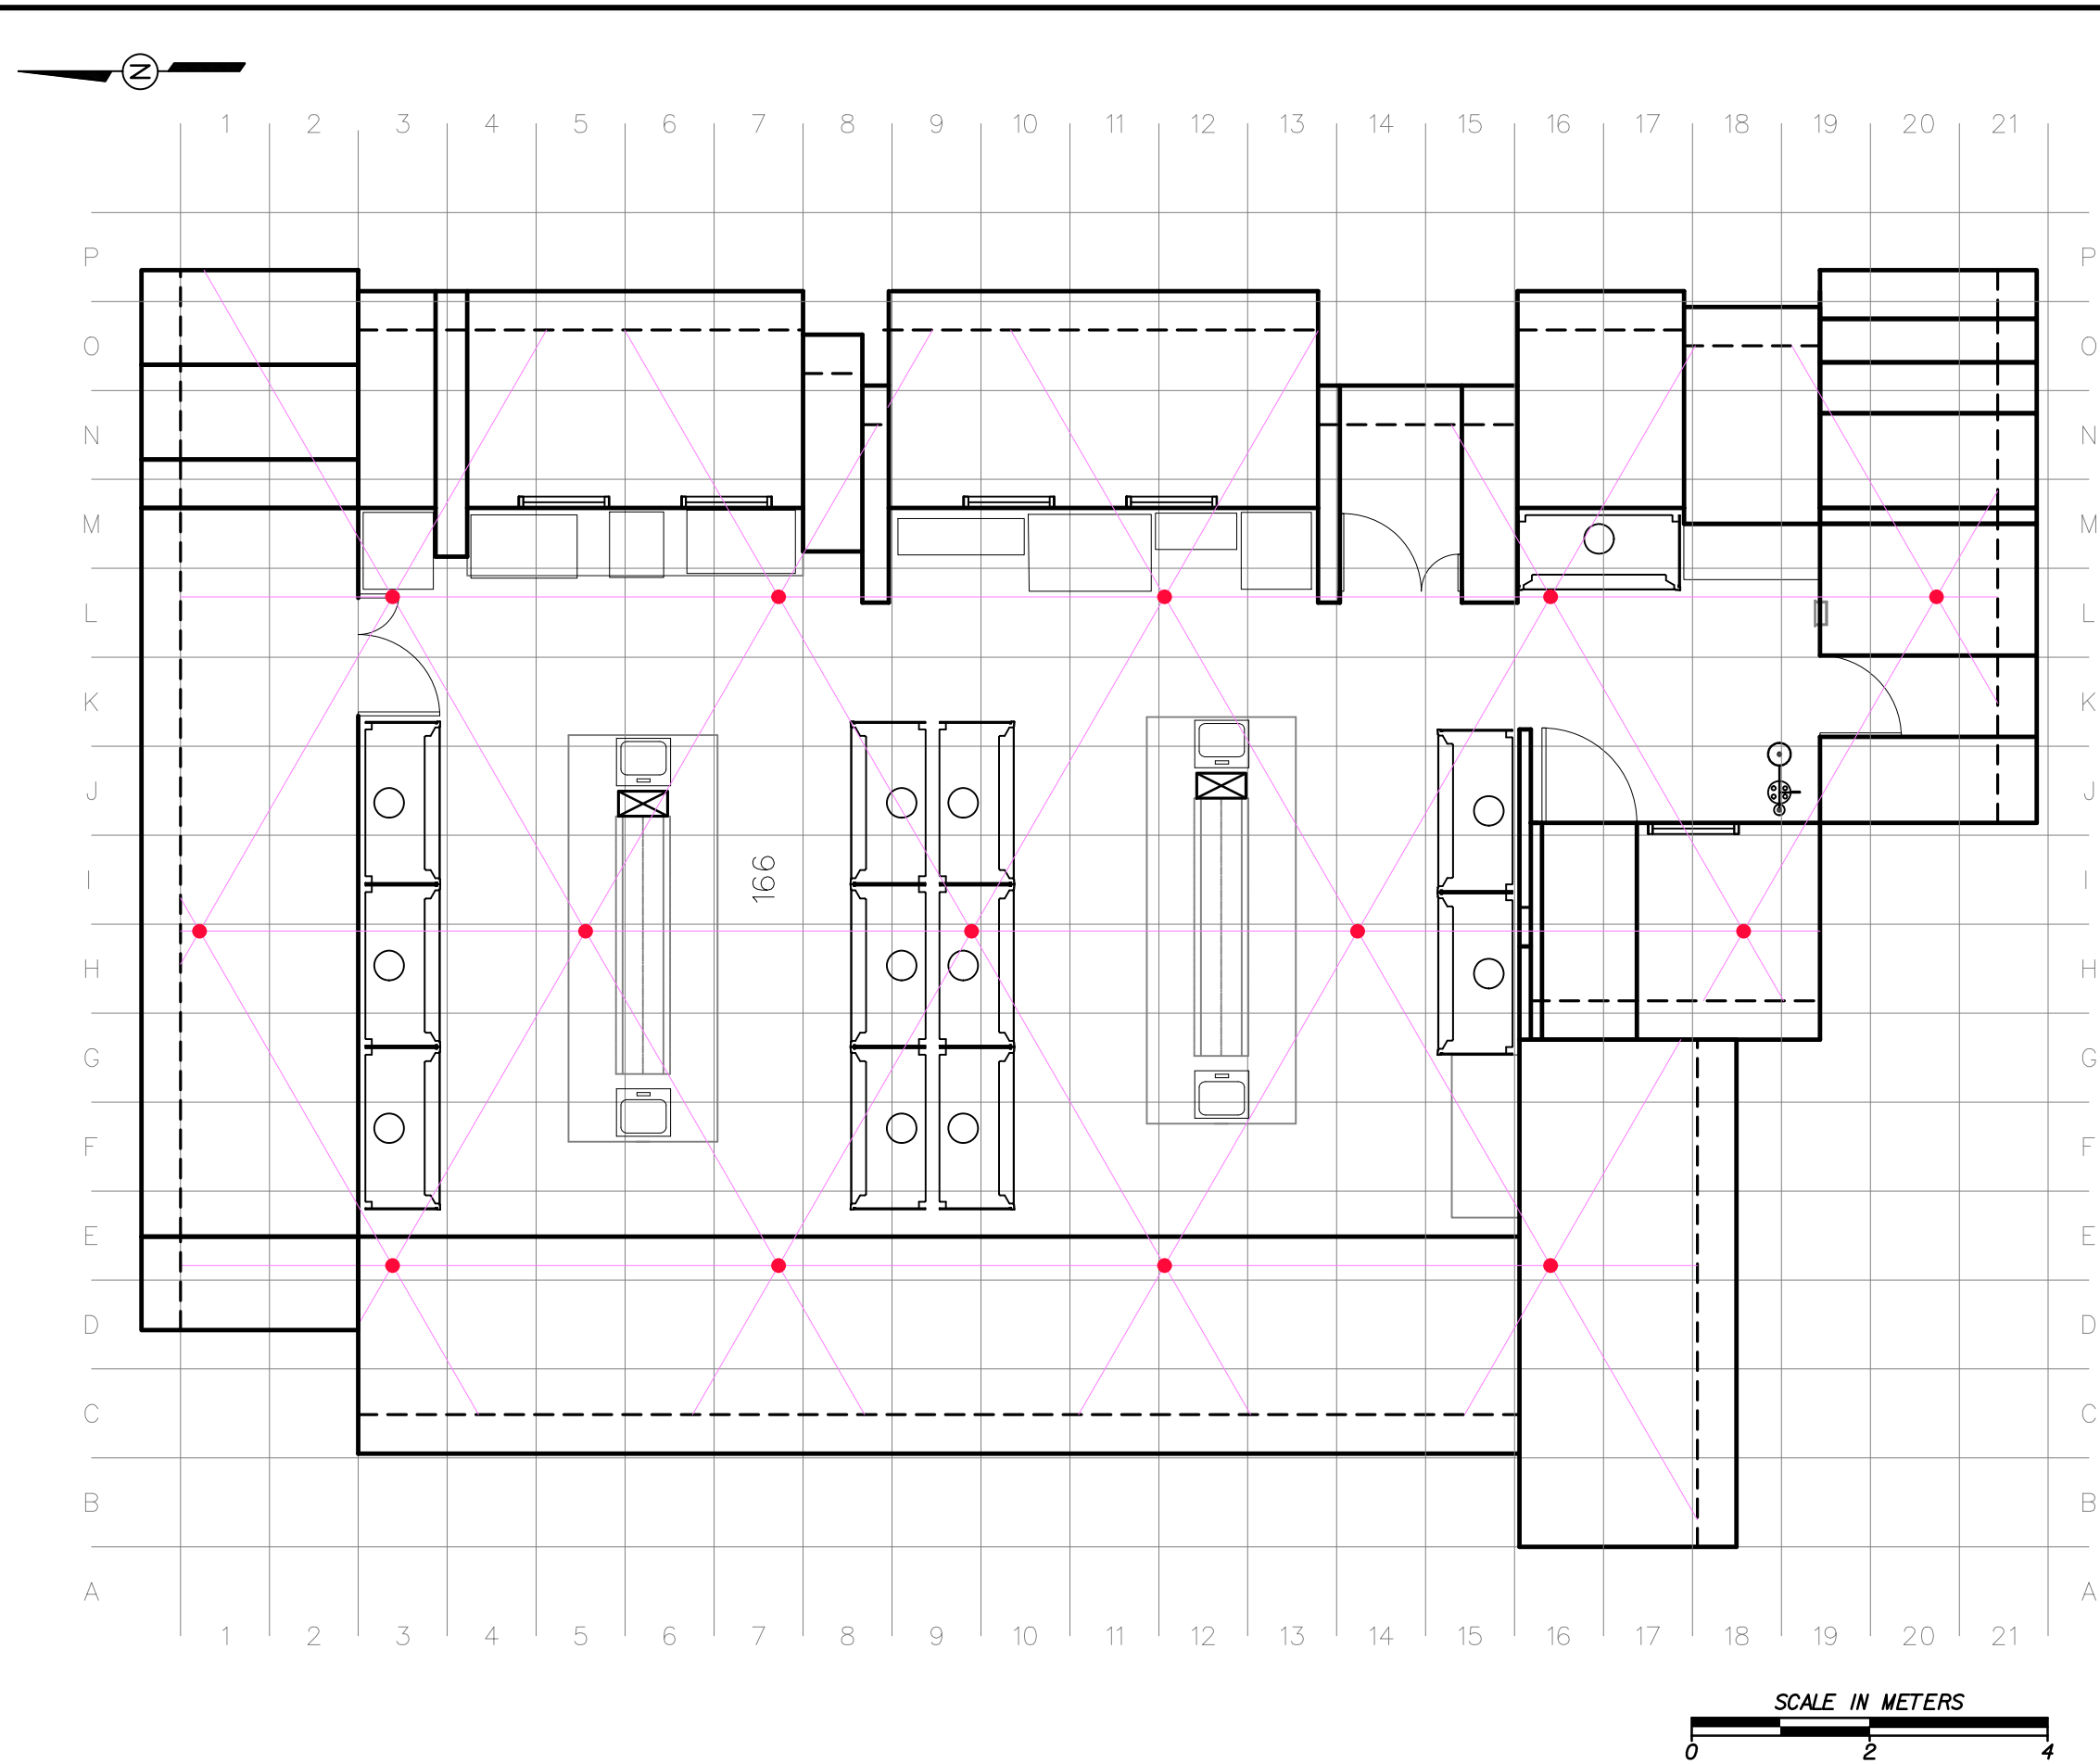 N
1 2 3 4 5 6 7 8 9 10 11 12 13 14 15 16 17 18 19 20 21
P P
O O
N N
M M
L L
K K
J J
I I
166
H H
G G
F F
E E
D D
C C
B B
A A
1 2 3 4 5 6 7 8 9 10 11 12 13 14 15 16 17 18 19 20 21
SCALE IN METERS
0 2 4